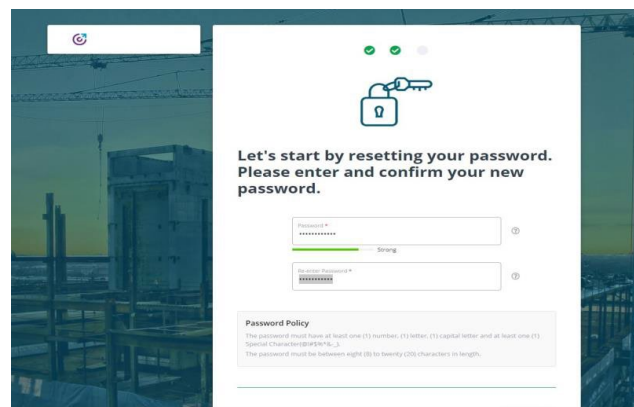 Let's start by resetting your password.
Please enter and confirm your new
password.
Password *
••••••••••••
Strong
Re-enter Password *
••••••••••••
Password Policy
The password must have at least one (1) number, (1) letter, (1) capital letter and at least one (1)
Special Character
The password must be between eight (8) to twenty (20) characters in length.